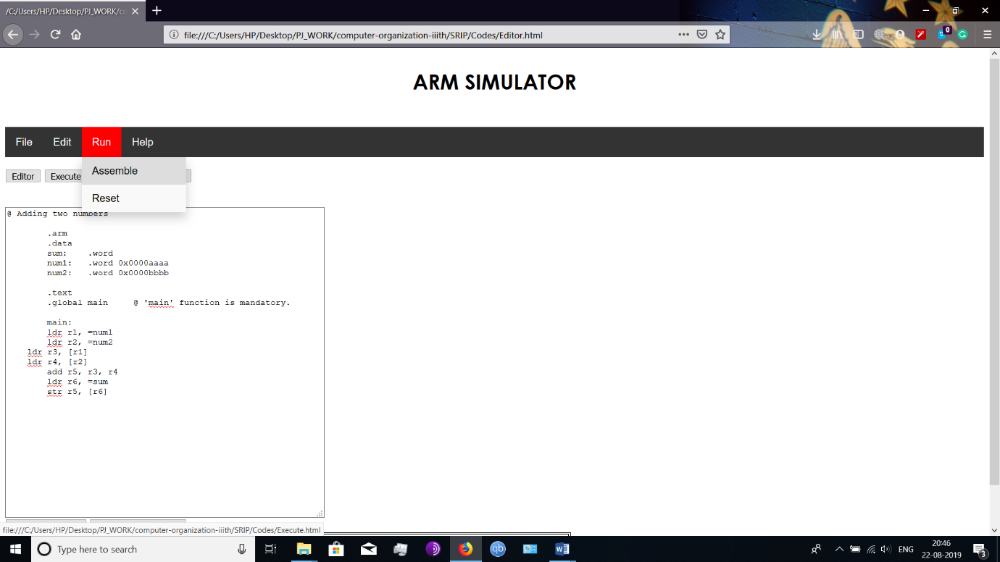 /C:/Users/HP/Desktop/PJ_WORK/co
file:///C:/Users/HP/Desktop/PJ_WORK/computer-organization-iiith/SRIP/Codes/Editor.html
0
ARM SIMULATOR
File Edit Run Help
Assemble
Editor Execute
Reset
@ Adding two numbers
.arm
.data
sum: .word
num1: .word 0x0000aaaa
num2: .word 0x0000bbbb
.text
.global main @ 'main' function is mandatory.
main:
ldr r1, =num1
ldr r2, =num2
ldr r3, [r1]
ldr r4, [r2]
add r5, r3, r4
ldr r6, =sum
str r5, [r6]
file:///C:/Users/HP/Desktop/PJ_WORK/computer-organization-iiith/SRIP/Codes/Execute.html
Type here to search
qb
ENG
20:46
22-08-2019
3